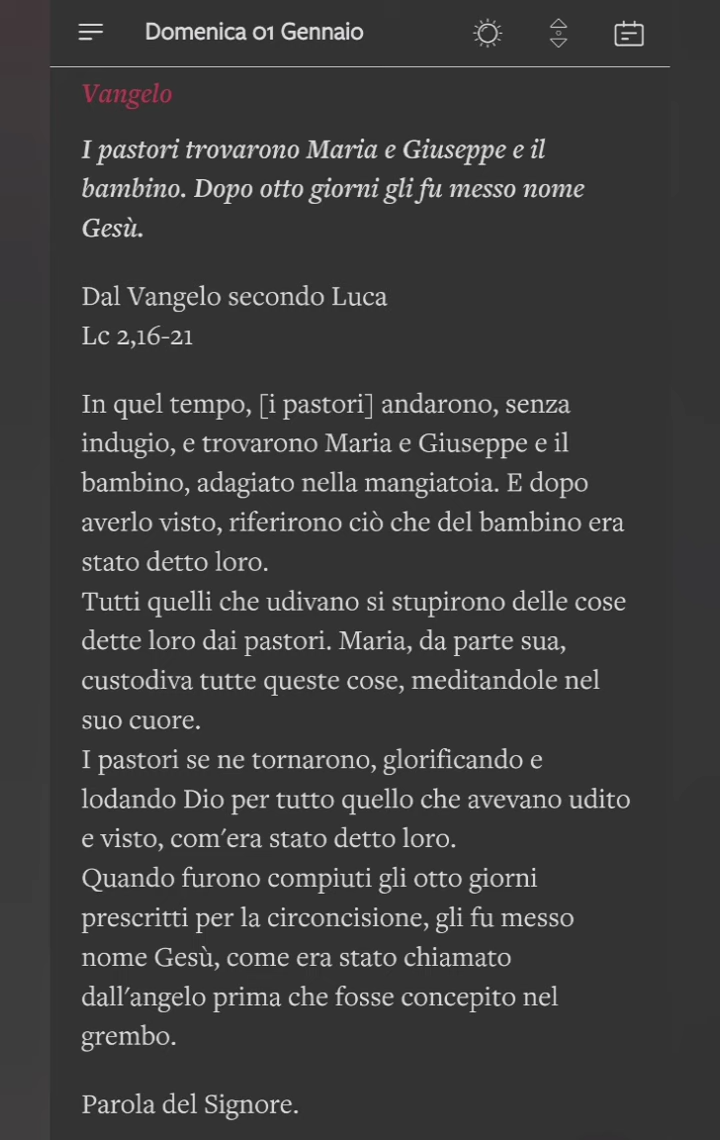 Domenica 01 Gennaio
Vangelo
I pastori trovarono Maria e Giuseppe e il
bambino. Dopo otto giorni gli fu messo nome
Gesù.
Dal Vangelo secondo Luca
Lc 2,16-21
In quel tempo, [i pastori] andarono, senza
indugio, e trovarono Maria e Giuseppe e il
bambino, adagiato nella mangiatoia. E dopo
averlo visto, riferirono ciò che del bambino era
stato detto loro.
Tutti quelli che udivano si stupirono delle cose
dette loro dai pastori. Maria, da parte sua,
custodiva tutte queste cose, meditandole nel
suo cuore.
I pastori se ne tornarono, glorificando e
lodando Dio per tutto quello che avevano udito
e visto, com'era stato detto loro.
Quando furono compiuti gli otto giorni
prescritti per la circoncisione, gli fu messo
nome Gesù, come era stato chiamato
dall'angelo prima che fosse concepito nel
grembo.
Parola del Signore.